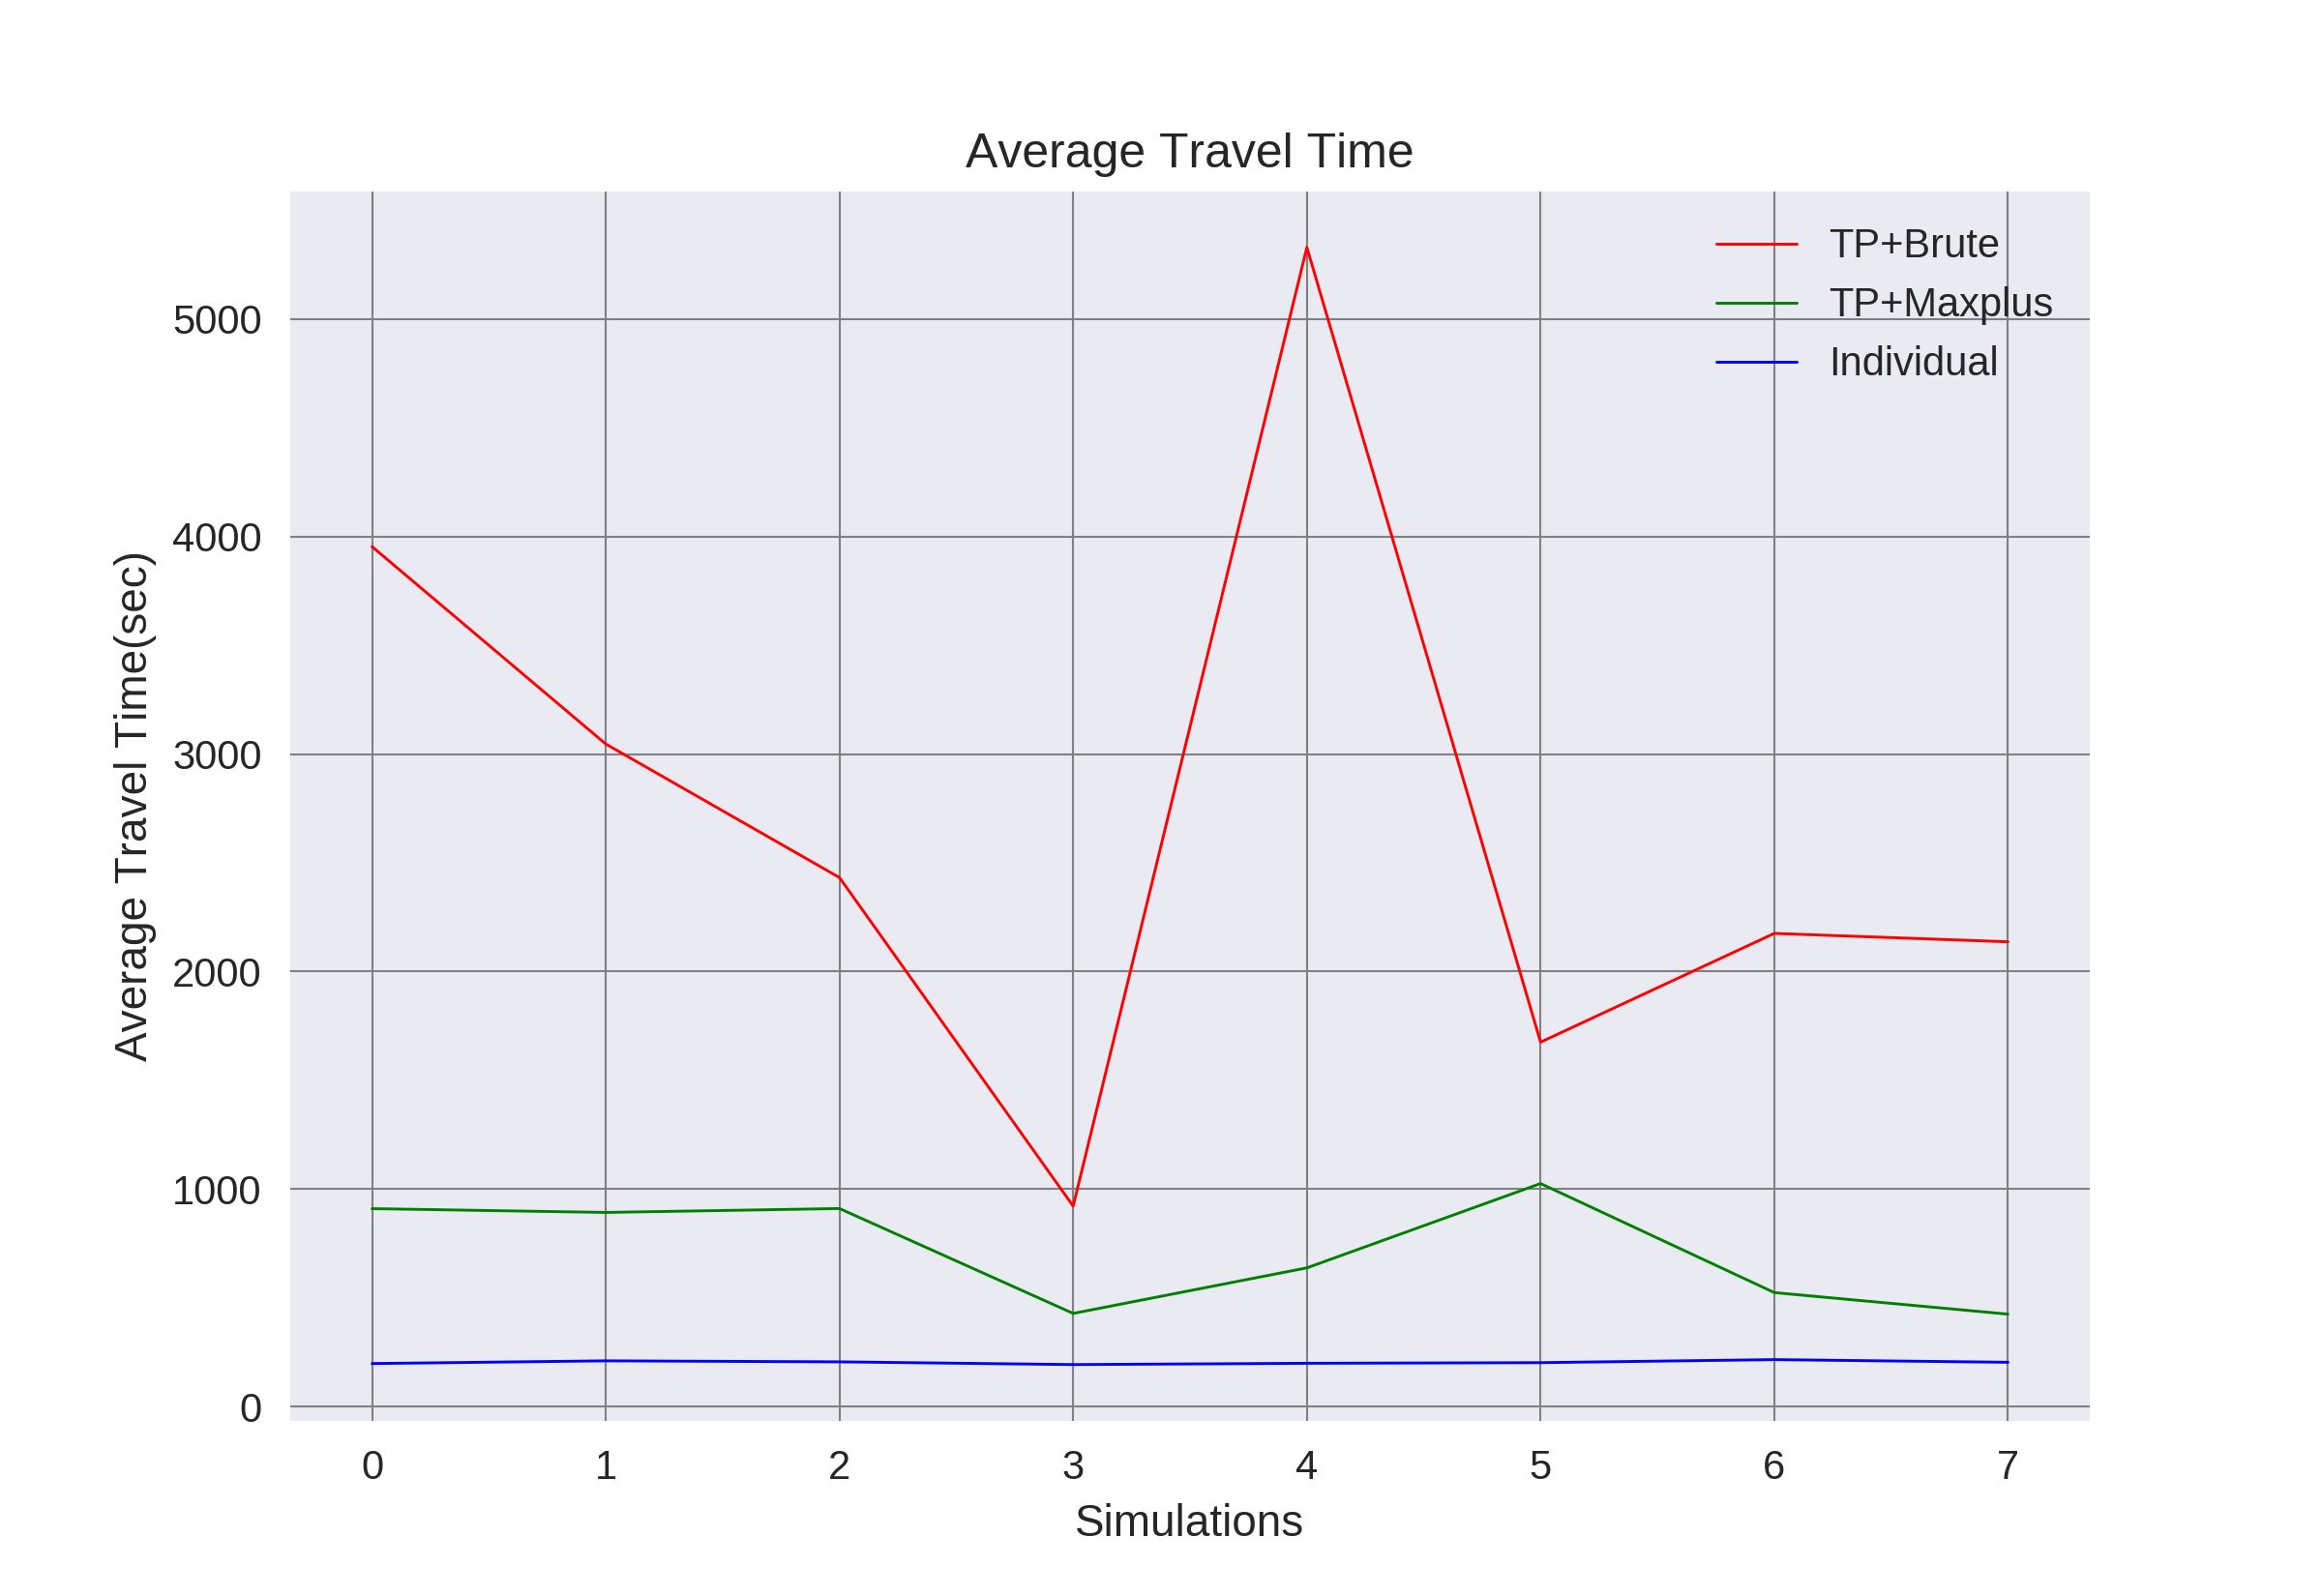 Average Travel Time
TP+Brute
TP+Maxplus
Individual
Average Travel Time(sec)
5000
4000
3000
2000
1000
0
0 1 2 3 4 5 6 7
Simulations